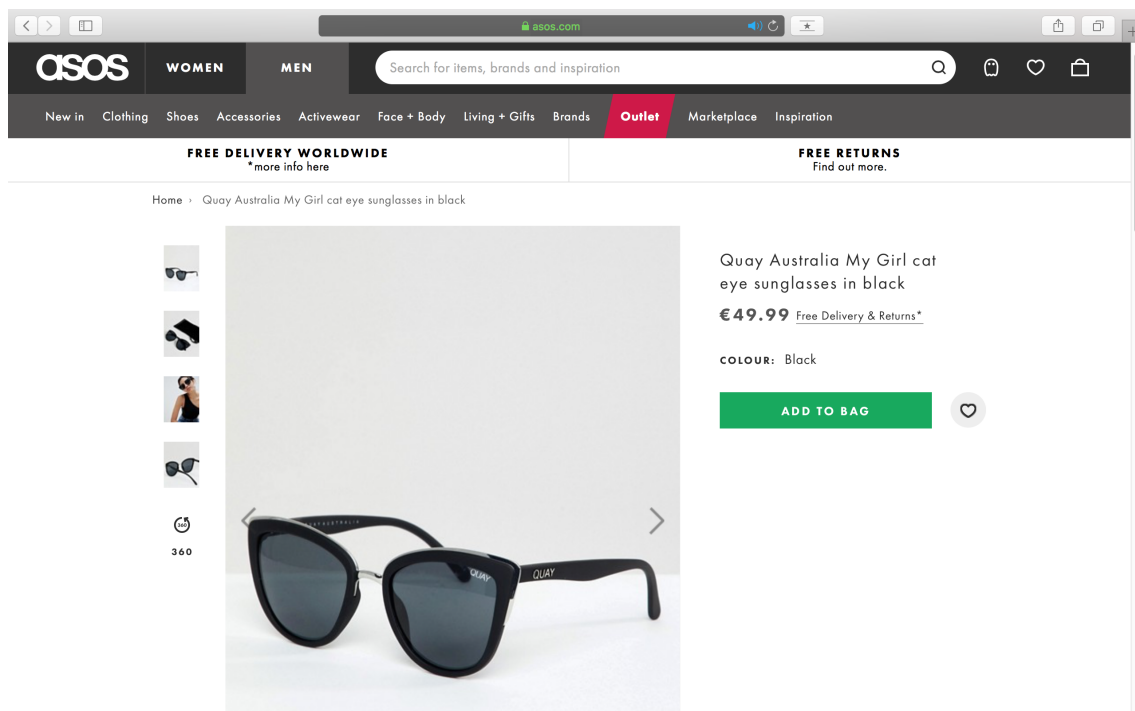 asos.com
asos
WOMEN
MEN
Search for items, brands and inspiration
New in
Clothing
Shoes
Accessories
Activewear
Face + Body
Living + Gifts
Brands
Outlet
Marketplace
Inspiration
FREE DELIVERY WORLDWIDE
*more info here
FREE RETURNS
Find out more.
Home › Quay Australia My Girl cat eye sunglasses in black
360
360
QUAY AUSTRALIA
QUAY
QUAY
Quay Australia My Girl cat
eye sunglasses in black
€49.99 Free Delivery & Returns*
COLOUR: Black
ADD TO BAG